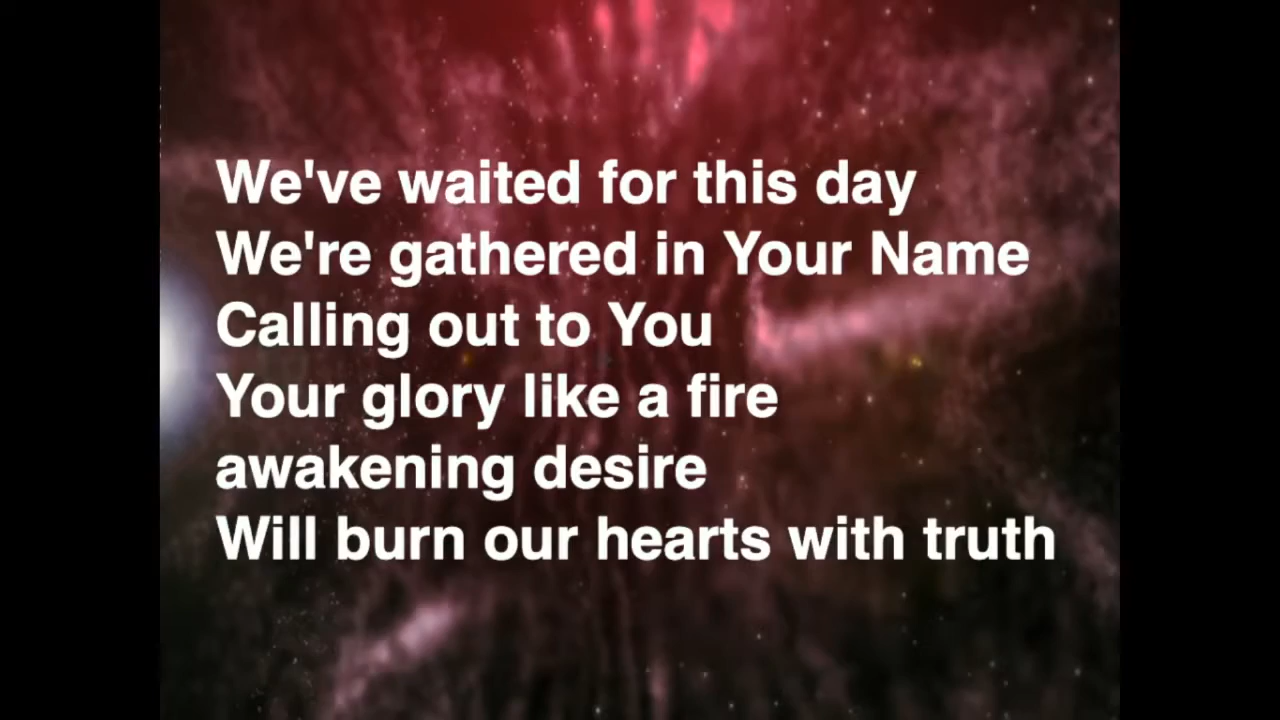 We've waited for this day
We're gathered in Your Name
Calling out to You
Your glory like a fire
awakening desire
Will burn our hearts with truth